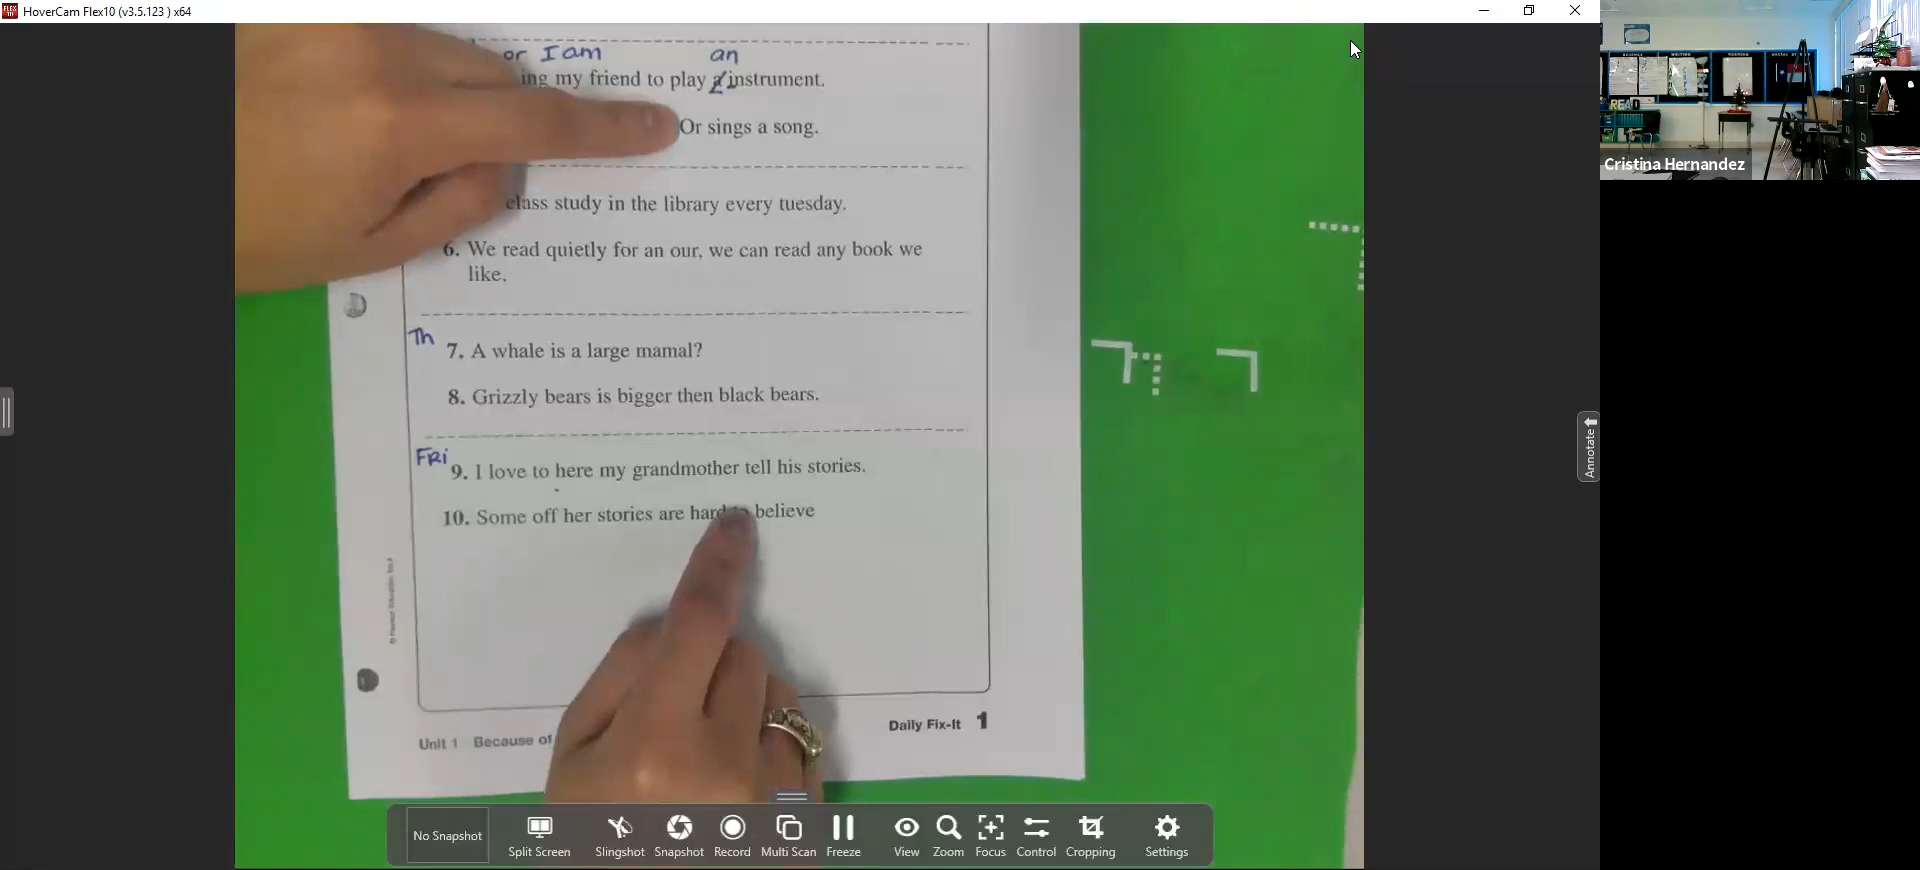 HoverCam Flex10 (v3.5.123 ) x64
or I am an
ing my friend to play a instrument.
Or sings a song.
class study in the library every tuesday.
6. We read quietly for an our, we can read any book we
like.
Th
7. A whale is a large mamal?
8. Grizzly bears is bigger then black bears.
FRi
9. I love to here my grandmother tell his stories.
10. Some off her stories are hard to believe
Unit 1 Because of
Daily Fix-It 1
No Snapshot
Split Screen
Slingshot
Snapshot
Record
Multi Scan
Freeze
View
Zoom
Focus
Control
Cropping
Settings
Annotate
READ
Cristina Hernandez